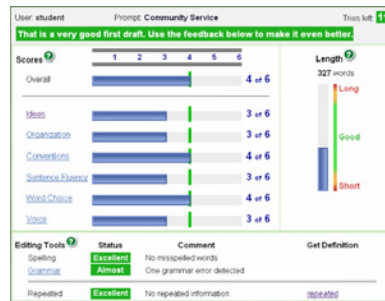 User: student Prompt: Community Service Tries left: 1
That is a very good first draft. Use the feedback below to make it even better.
Scores ? 1 2 3 4 5 6
Overall 4 of 6
Ideas 3 of 6
Organization 3 of 6
Conventions 4 of 6
Sentence Fluency 3 of 6
Word Choice 4 of 6
Voice 3 of 6
Length ?
327 words
Long
Good
Short
Editing Tools ? Status Comment Get Definition
Spelling Excellent No misspelled words
Grammar Almost One grammar error detected
Repeated Excellent No repeated information repeated